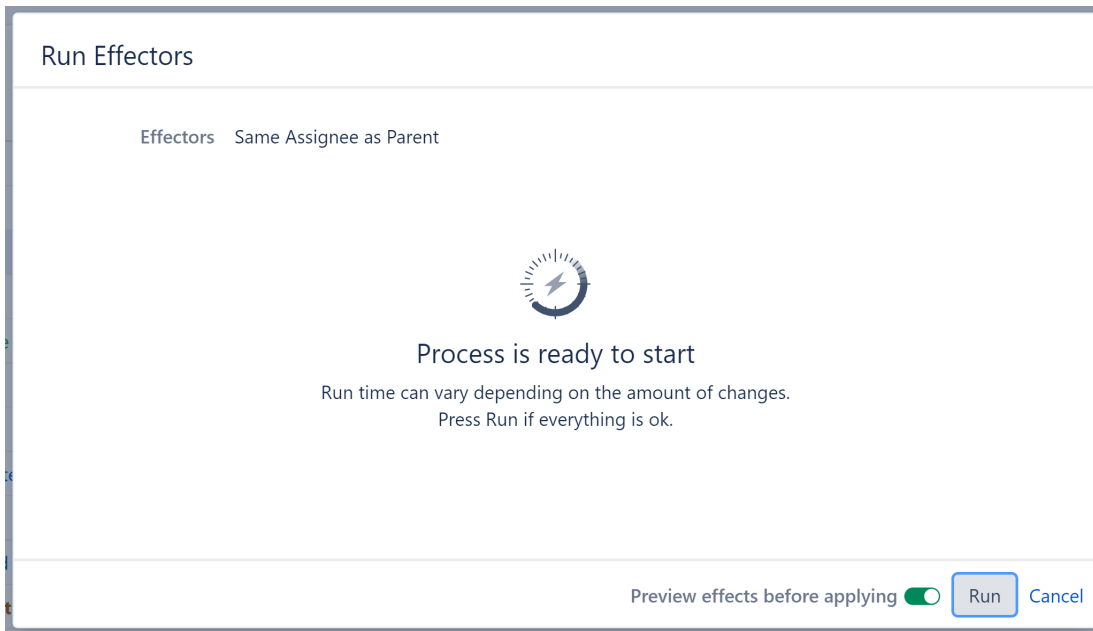 Run Effectors
Effectors Same Assignee as Parent
Process is ready to start
Run time can vary depending on the amount of changes.
Press Run if everything is ok.
Preview effects before applying Run Cancel